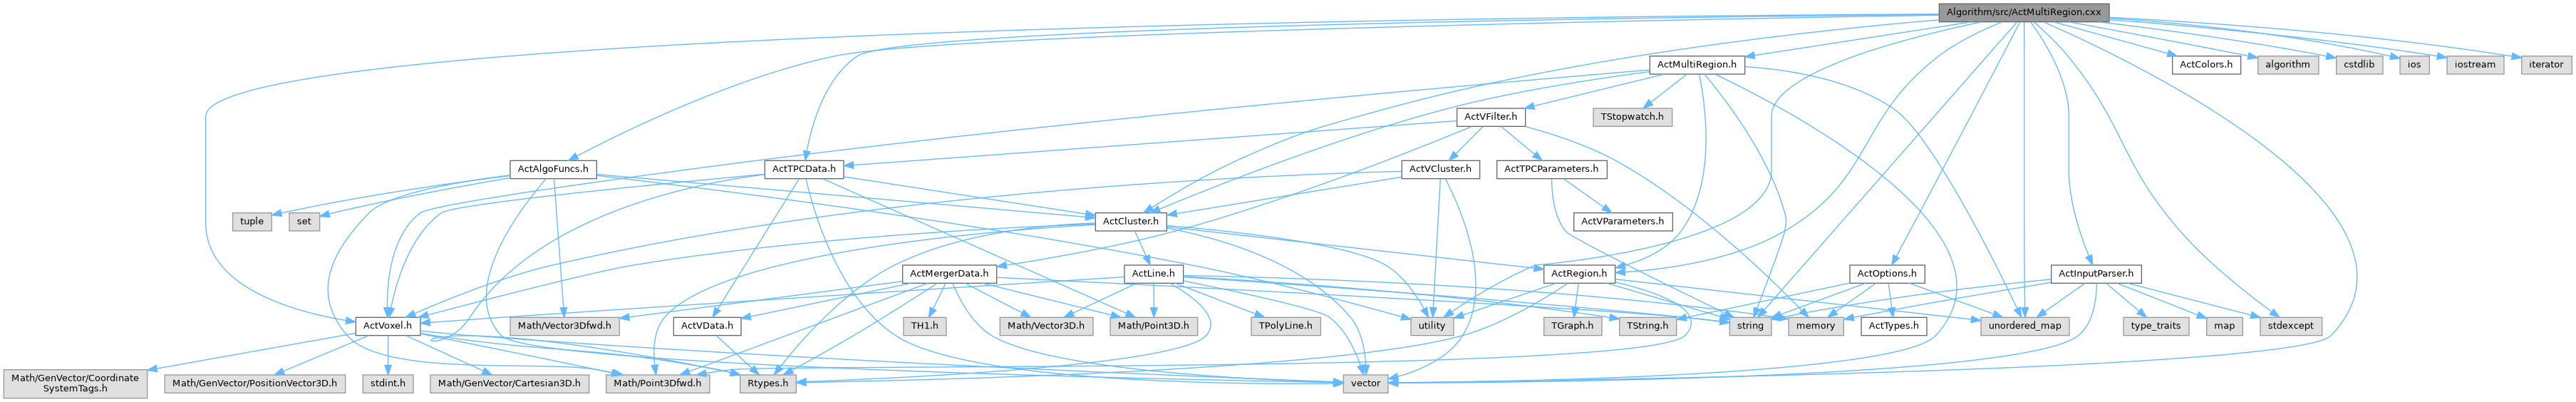 Algorithm/src/ActMultiRegion.cxx
ActMultiRegion.h
ActColors.h
algorithm
cstdlib
ios
iostream
iterator
ActVFilter.h
TStopwatch.h
ActAlgoFuncs.h
ActTPCData.h
ActVCluster.h
ActTPCParameters.h
tuple
set
ActCluster.h
ActVParameters.h
ActMergerData.h
ActLine.h
ActRegion.h
ActOptions.h
ActInputParser.h
ActVoxel.h
Math/Vector3Dfwd.h
ActVData.h
TH1.h
Math/Vector3D.h
Math/Point3D.h
TPolyLine.h
utility
TGraph.h
TString.h
string
memory
ActTypes.h
unordered_map
type_traits
map
stdexcept
Math/GenVector/Coordinate
SystemTags.h
Math/GenVector/PositionVector3D.h
stdint.h
Math/GenVector/Cartesian3D.h
Math/Point3Dfwd.h
Rtypes.h
vector